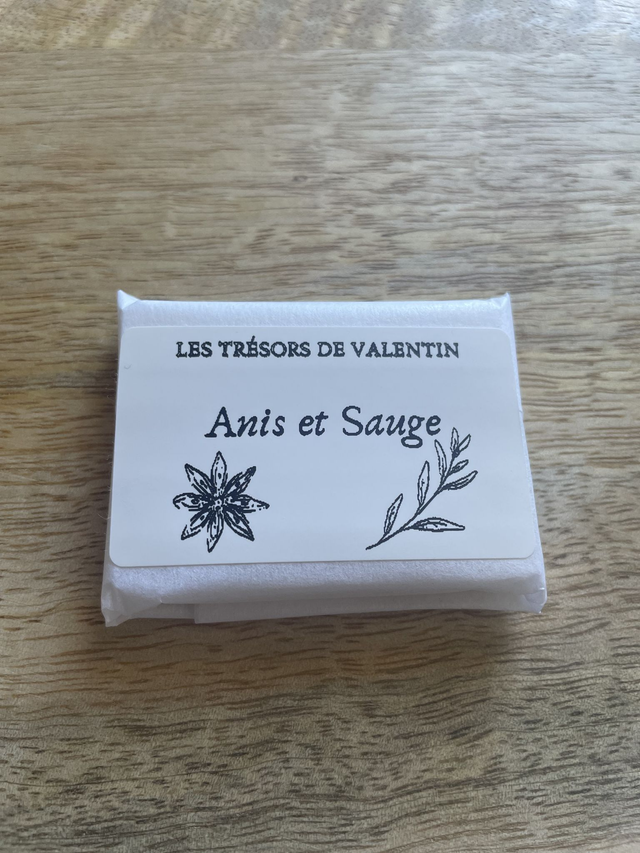 LES TRÉSORS DE VALENTIN
Anis et Sauge